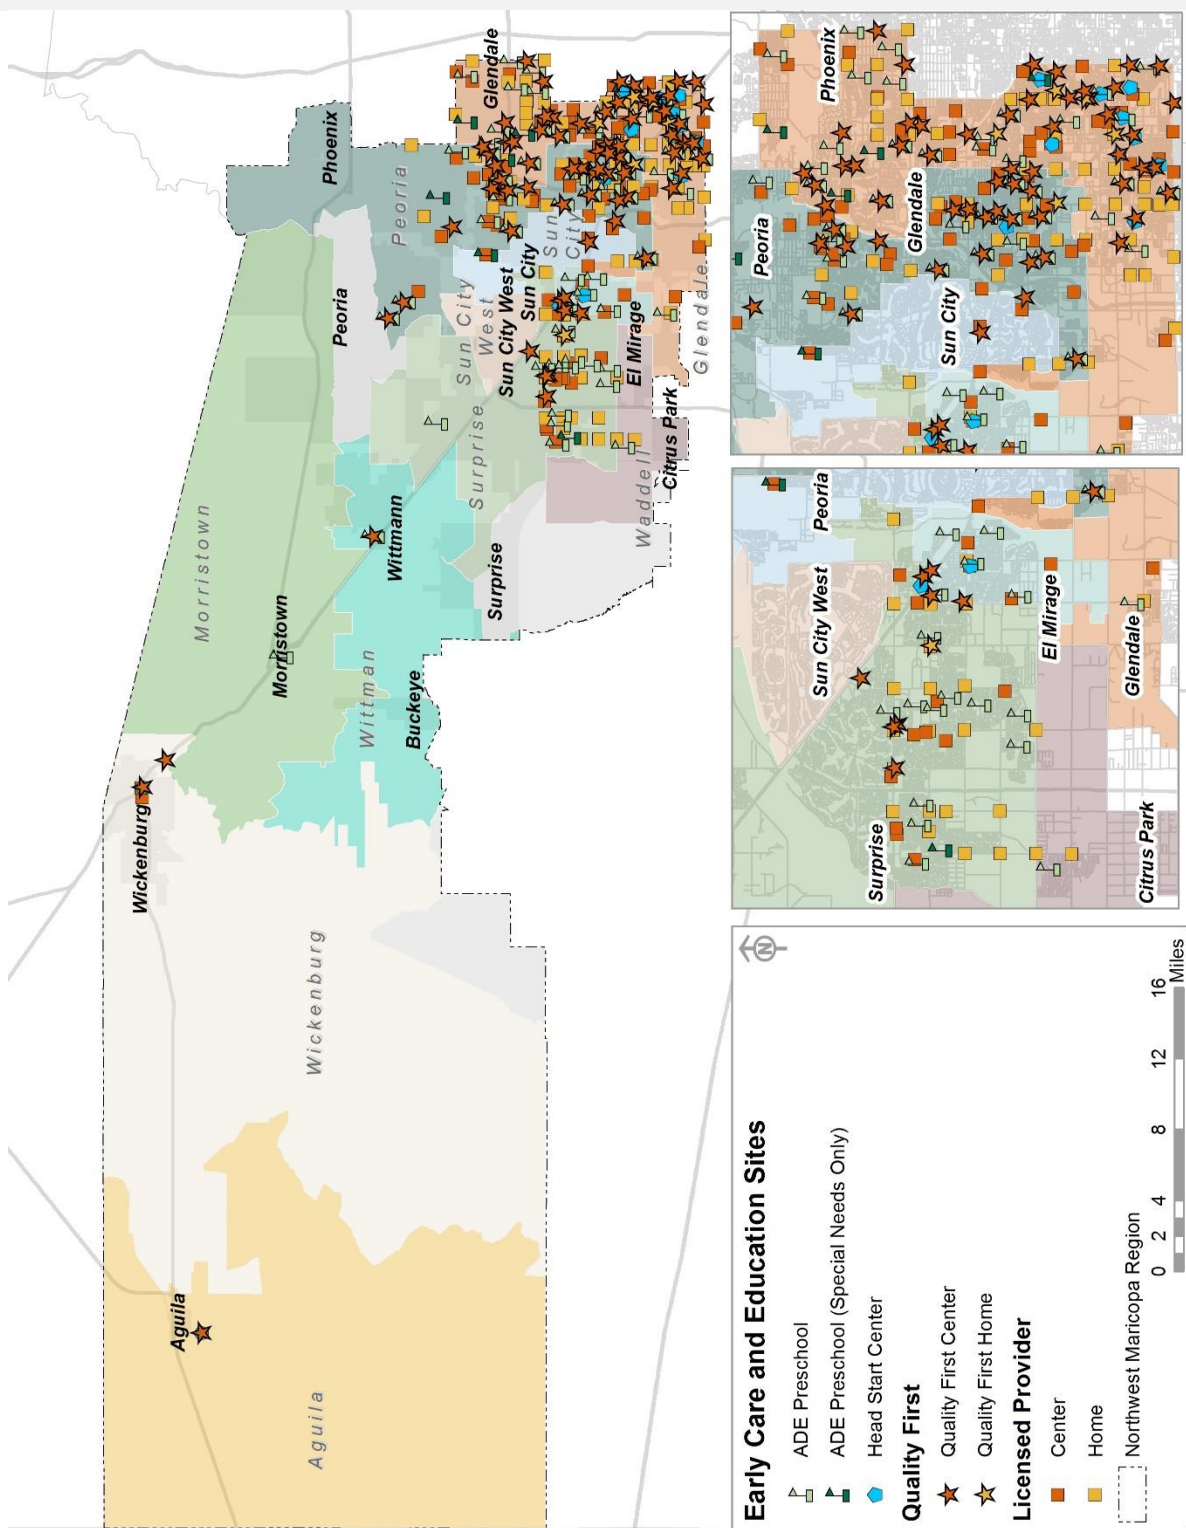 Early Care and Education Sites
ADE Preschool
ADE Preschool (Special Needs Only)
Head Start Center
Quality First
Quality First Center
Quality First Home
Licensed Provider
Center
Home
Northwest Maricopa Region
0 2 4 8 12 16
Miles
N
Aguila
Aguila
Wickenburg
Wickenburg
Morristown
Morristown
Wittman
Wittmann
Buckeye
Surprise
Surprise
Peoria
Peoria
Phoenix
Sun City
West
Sun City West
Sun City
Sun
City
Glendale
Glendale
El Mirage
Waddell
Citrus Park
Surprise
Sun City West
Peoria
El Mirage
Glendale
Citrus Park
Peoria
Phoenix
Glendale
Sun City